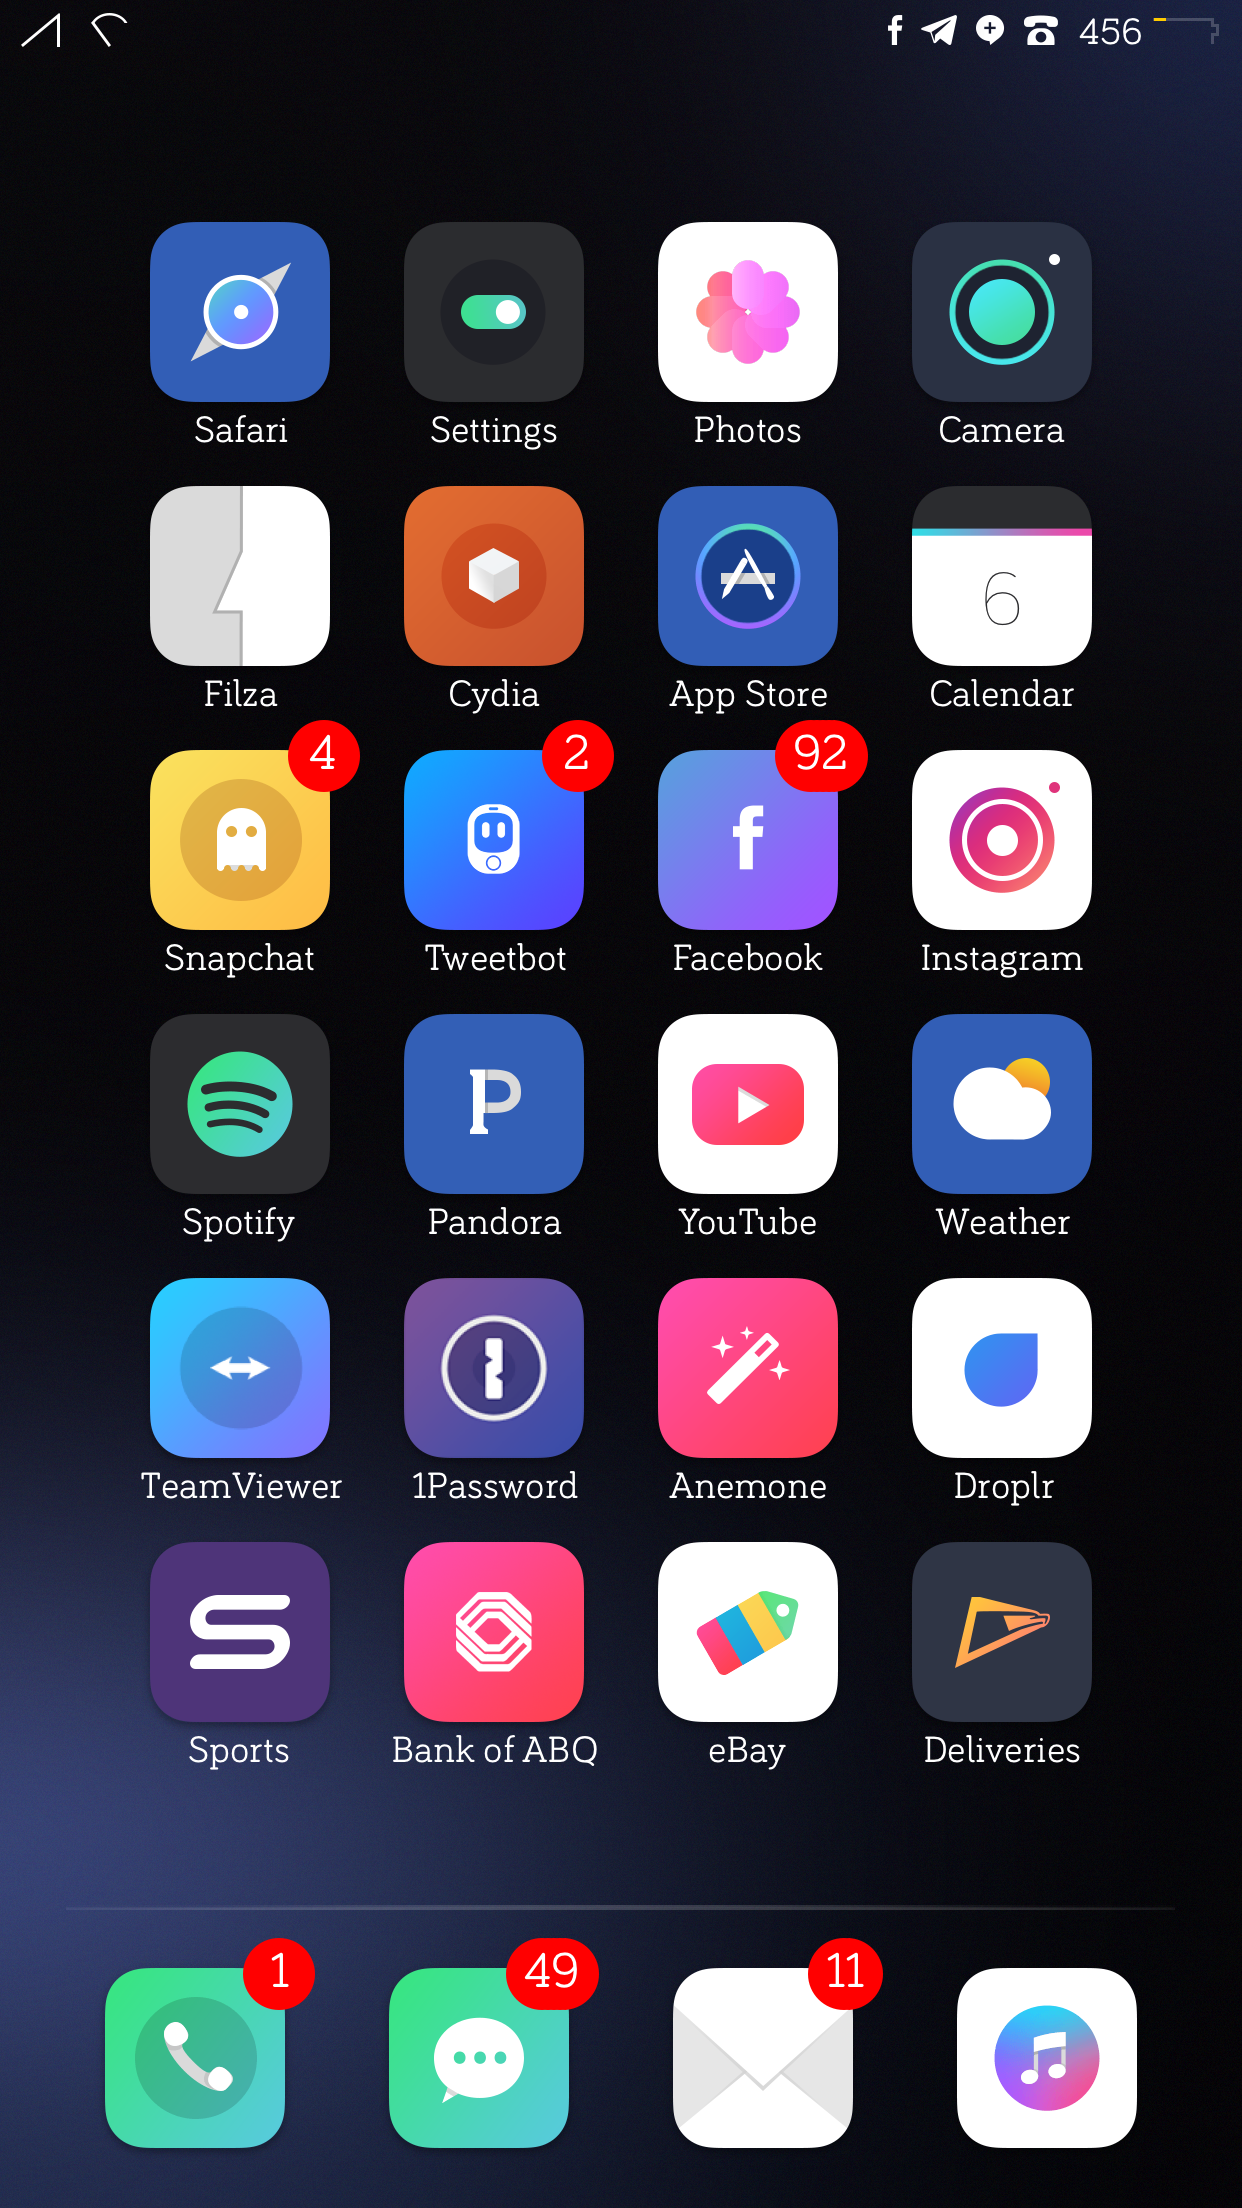 456
Safari Settings Photos Camera
6
Filza Cydia App Store Calendar
4 2 92
f
Snapchat Tweetbot Facebook Instagram
P
Spotify Pandora YouTube Weather
TeamViewer 1Password Anemone Droplr
S
Sports Bank of ABQ eBay Deliveries
1 49 11